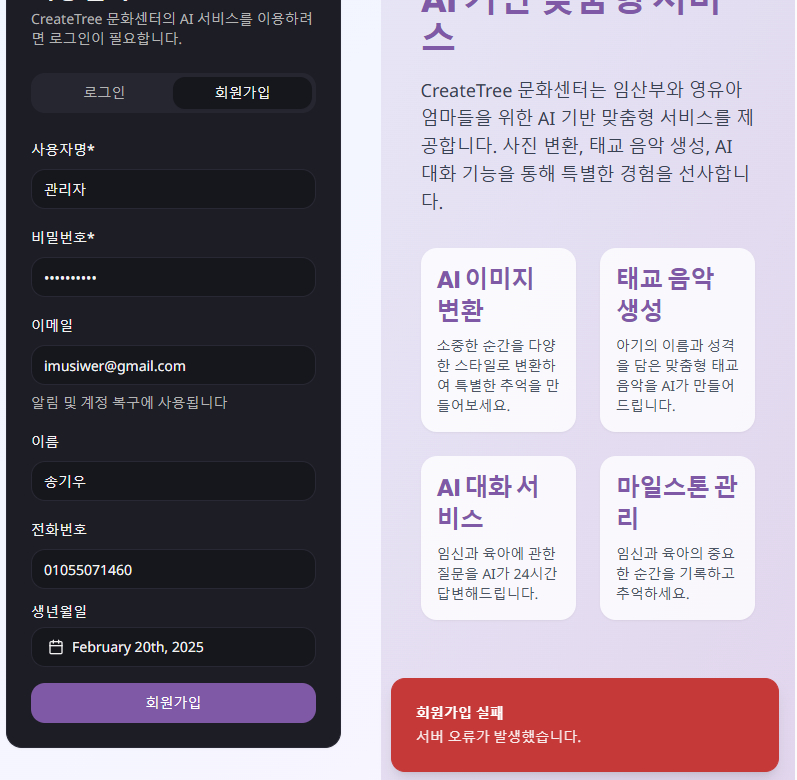 CreateTree 문화센터의 AI 서비스를 이용하려
면 로그인이 필요합니다.
로그인
회원가입
사용자명*
관리자
비밀번호*
••••••••••
이메일
imusiwer@gmail.com
알림 및 계정 복구에 사용됩니다
이름
송기우
전화번호
01055071460
생년월일
February 20th, 2025
회원가입
AI 기반 맞춤형 서비
스
CreateTree 문화센터는 임산부와 영유아
엄마들을 위한 AI 기반 맞춤형 서비스를 제
공합니다. 사진 변환, 태교 음악 생성, AI
대화 기능을 통해 특별한 경험을 선사합니
다.
AI 이미지
변환
소중한 순간을 다양
한 스타일로 변환하
여 특별한 추억을 만
들어보세요.
태교 음악
생성
아기의 이름과 성격
을 담은 맞춤형 태교
음악을 AI가 만들어
드립니다.
AI 대화 서
비스
임신과 육아에 관한
질문을 AI가 24시간
답변해드립니다.
마일스톤 관
리
임신과 육아의 중요
한 순간을 기록하고
추억하세요.
회원가입 실패
서버 오류가 발생했습니다.